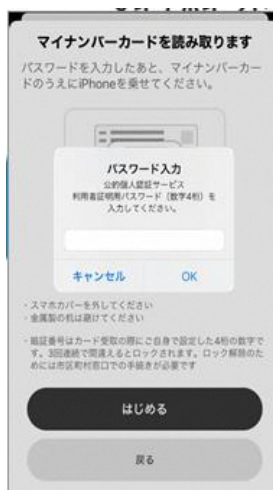 マイナンバーカードを読み取ります
パスワードを入力したあと、マイナンバーカー
ドのうえにiPhoneを乗せてください。
パスワード入力
公的個人認証サービス
利用者証明用パスワード（数字4桁）を
入力してください。
キャンセル
OK
・スマホカバーを外してください
・金属製の机は避けてください
・暗証番号はカード受取の際にご自身で設定した4桁の数字で
す。3回連続で間違えるとロックされます。ロック解除のた
めには市区町村窓口での手続きが必要です
はじめる
戻る